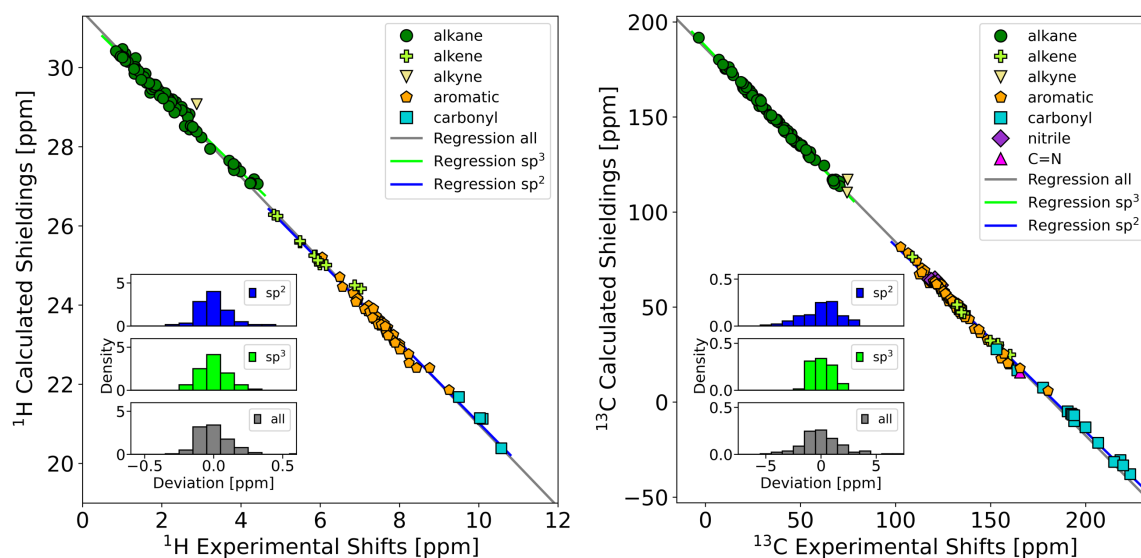 ¹H Calculated Shieldings [ppm]
30
28
26
24
22
20
alkane
alkene
alkyne
aromatic
carbonyl
Regression all
Regression sp³
Regression sp²
5
0
sp²
Density
5
0
sp³
5
0
all
−0.5 0.0 0.5
Deviation [ppm]
0 2 4 6 8 10 12
¹H Experimental Shifts [ppm]
¹³C Calculated Shieldings [ppm]
200
150
100
50
0
−50
alkane
alkene
alkyne
aromatic
carbonyl
nitrile
C=N
Regression all
Regression sp³
Regression sp²
0.5
0.0
sp²
Density
0.5
0.0
sp³
0.5
0.0
all
−5 0 5
Deviation [ppm]
0 50 100 150 200
¹³C Experimental Shifts [ppm]